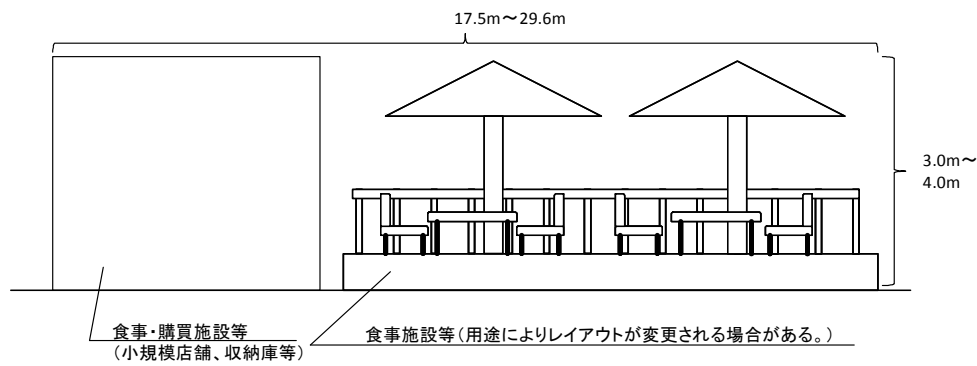 17.5m～29.6m
3.0m～
4.0m
食事・購買施設等
(小規模店舗、収納庫等)
食事施設等(用途によりレイアウトが変更される場合がある。)